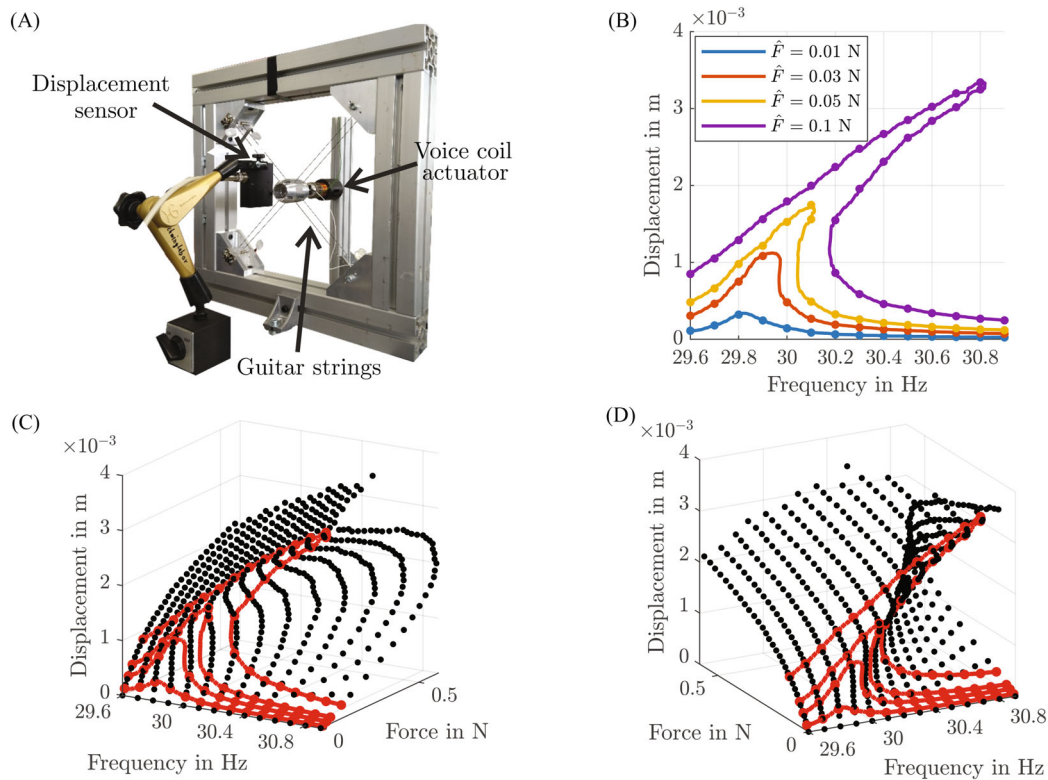 (A)
Displacement
sensor
Voice coil
actuator
Guitar strings
(B)
×10⁻³
4
3
2
1
0
Displacement in m
F̂ = 0.01 N
F̂ = 0.03 N
F̂ = 0.05 N
F̂ = 0.1 N
29.6 29.8 30 30.2 30.4 30.6 30.8
Frequency in Hz
(C)
×10⁻³
4
3
2
1
0
Displacement in m
29.6 30 30.4 30.8
Frequency in Hz
0 0.5
Force in N
(D)
×10⁻³
4
3
2
1
0
Displacement in m
0.5 0
Force in N
29.6 30 30.4 30.8
Frequency in Hz